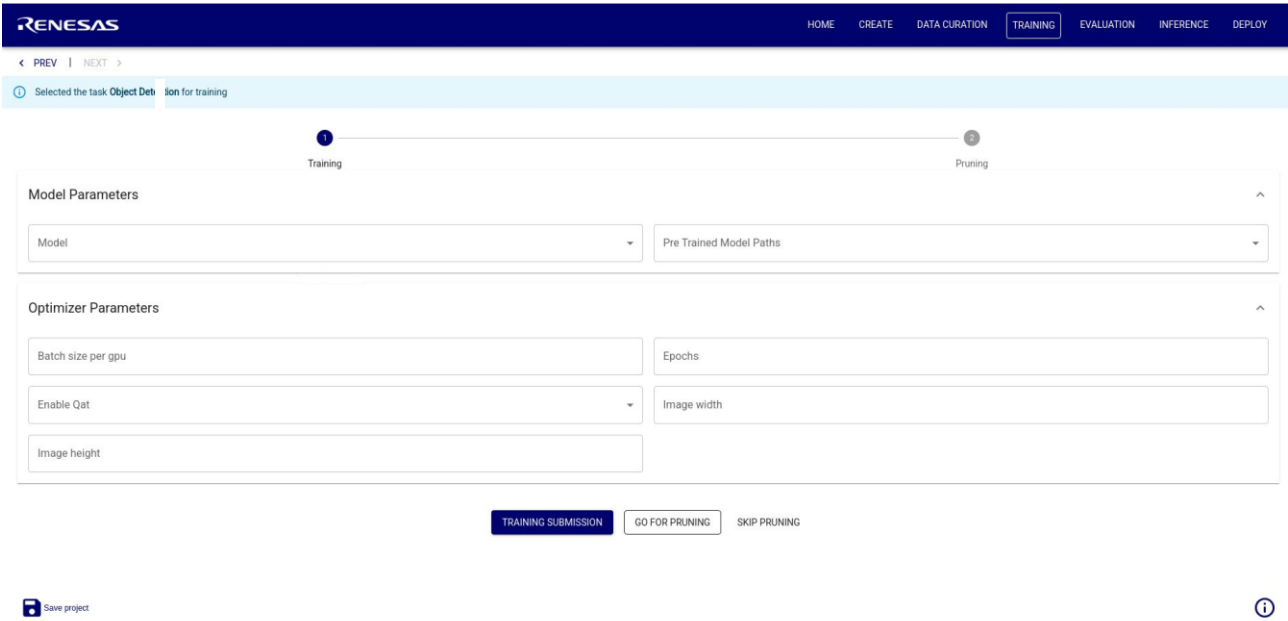 RENESAS HOME CREATE DATA CURATION TRAINING EVALUATION INFERENCE DEPLOY
PREV | NEXT
Selected the task Object Detection for training
1 2
Training Pruning
Model Parameters
Model Pre Trained Model Paths
Optimizer Parameters
Batch size per gpu Epochs
Enable Qat Image width
Image height
TRAINING SUBMISSION GO FOR PRUNING SKIP PRUNING
Save project